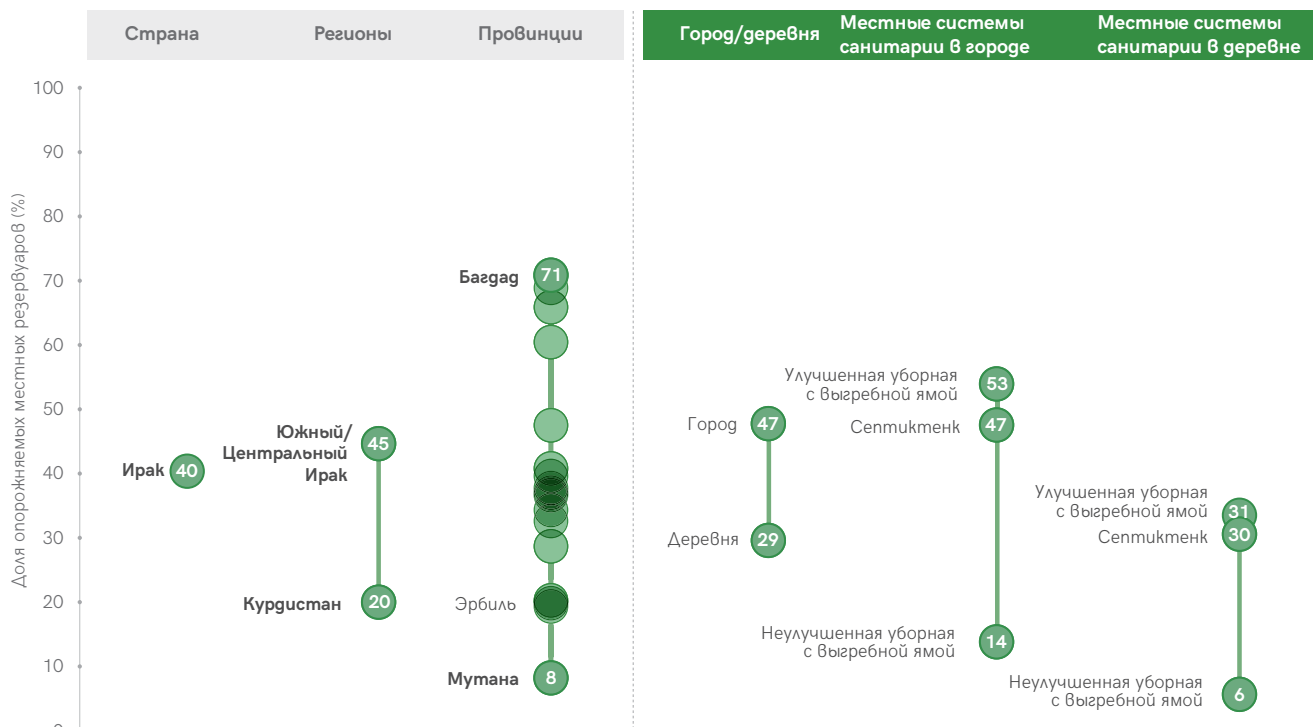 Страна
Регионы
Провинции
Город/деревня
Местные системы
санитарии в городе
Местные системы
санитарии в деревне
Доля опорожняемых местных резервуаров (%)
100
90
80
70
60
50
40
30
20
10
Ирак
40
Южный/
Центральный
Ирак
45
Курдистан
20
Багдад
71
Эрбиль
Мутана
8
Город
47
Деревня
29
Улучшенная уборная
с выгребной ямой
53
Септиктенк
47
Неулучшенная уборная
с выгребной ямой
14
Улучшенная уборная
с выгребной ямой
31
Септиктенк
30
Неулучшенная уборная
с выгребной ямой
6